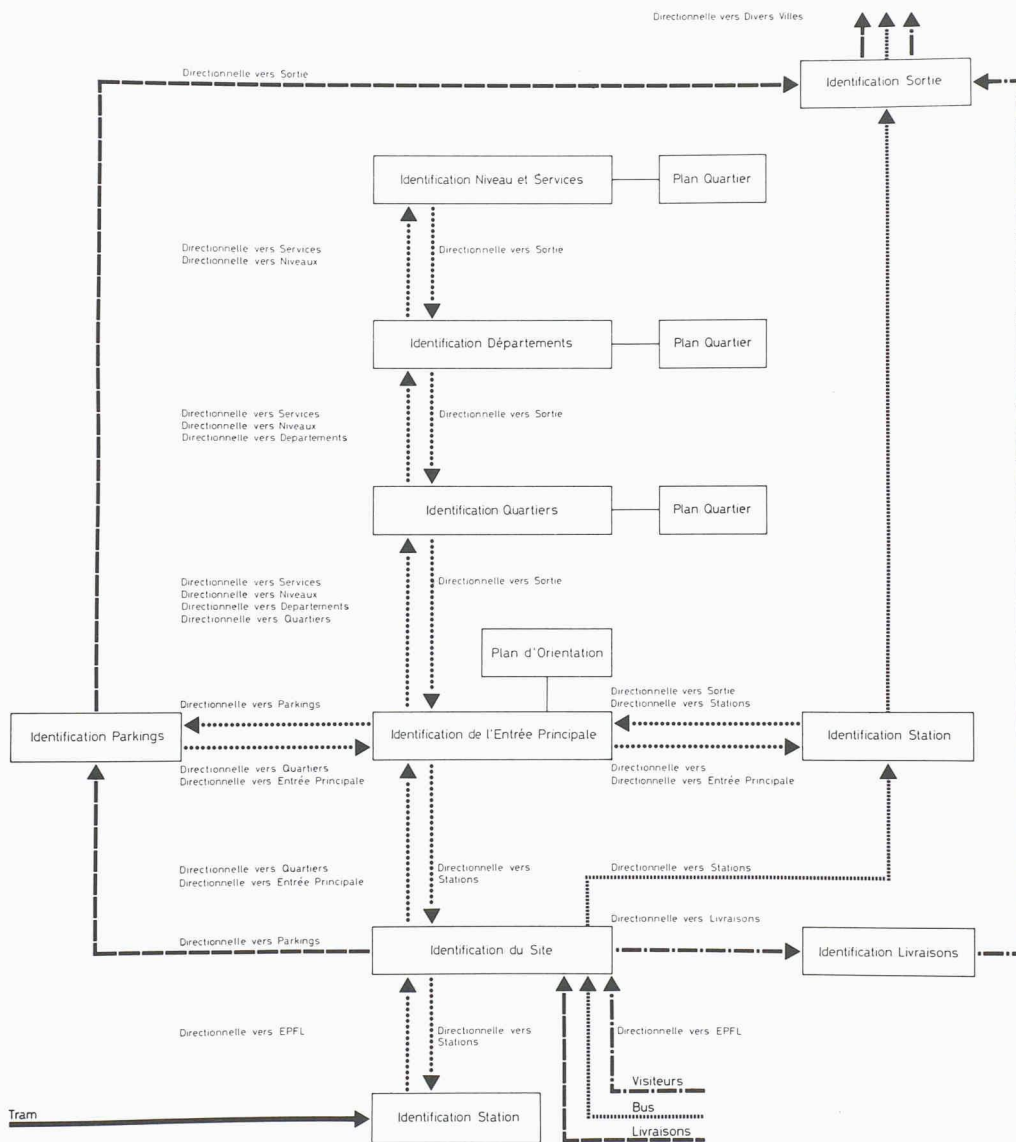 Directionnelle vers Divers Villes
Directionnelle vers Sortie
Identification Sortie
Identification Niveau et Services
Plan Quartier
Directionnelle vers Services
Directionnelle vers Niveaux
Directionnelle vers Sortie
Identification Départements
Plan Quartier
Directionnelle vers Services
Directionnelle vers Niveaux
Directionnelle vers Departements
Directionnelle vers Sortie
Identification Quartiers
Plan Quartier
Directionnelle vers Services
Directionnelle vers Niveaux
Directionnelle vers Departements
Directionnelle vers Quartiers
Directionnelle vers Sortie
Plan d'Orientation
Directionnelle vers Parkings
Directionnelle vers Sortie
Directionnelle vers Stations
Identification Parkings
Identification de l'Entrée Principale
Identification Station
Directionnelle vers Quartiers
Directionnelle vers Entrée Principale
Directionnelle vers
Directionnelle vers Entrée Principale
Directionnelle vers Quartiers
Directionnelle vers Entrée Principale
Directionnelle vers
Stations
Directionnelle vers Stations
Directionnelle vers Livraisons
Directionnelle vers Parkings
Identification du Site
Identification Livraisons
Directionnelle vers EPFL
Directionnelle vers
Stations
Directionnelle vers EPFL
Visiteurs
Tram
Identification Station
Bus
Livraisons